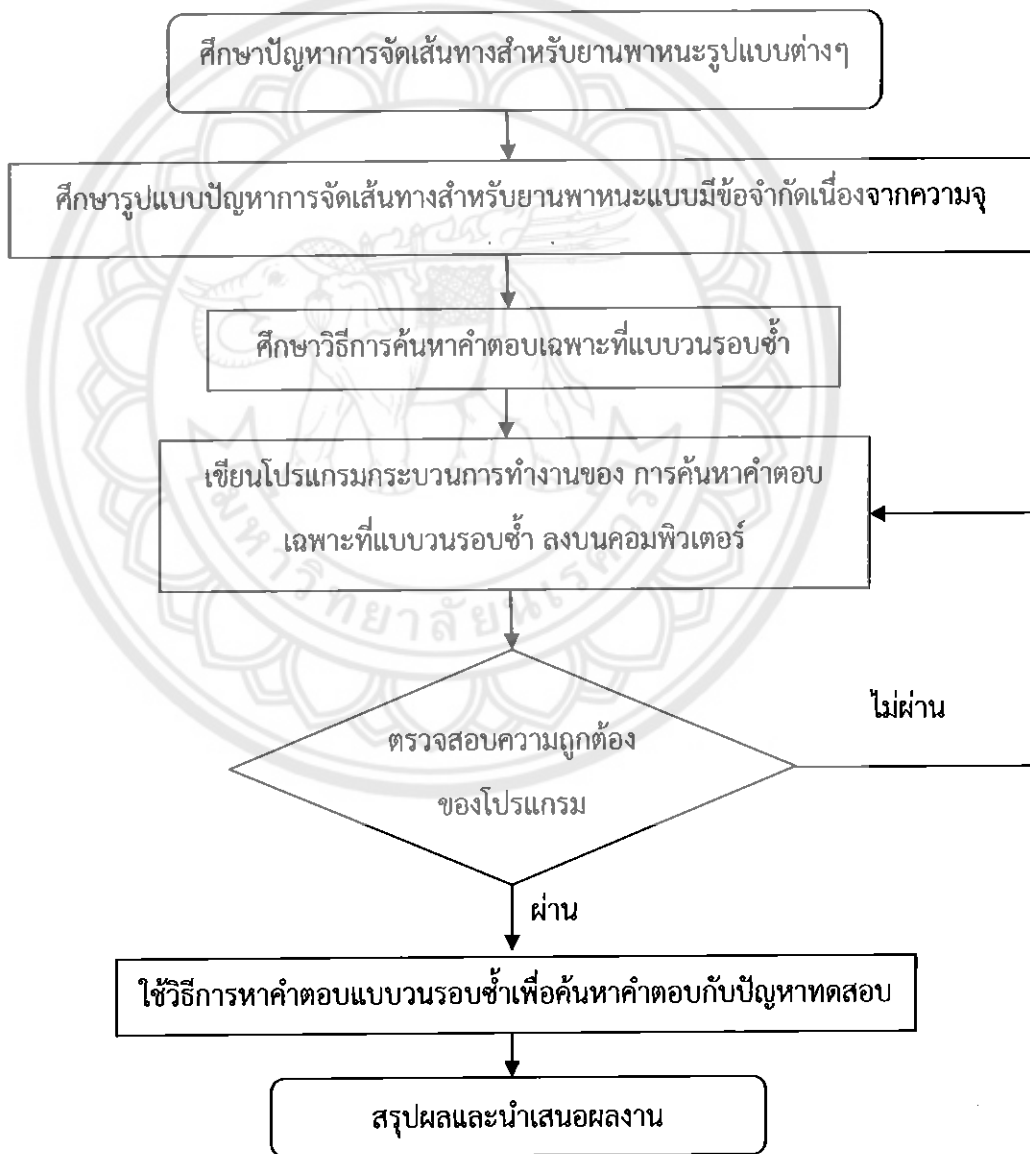 ศึกษาปัญหาการจัดเส้นทางสำหรับยานพาหนะรูปแบบต่างๆ
ศึกษารูปแบบปัญหาการจัดเส้นทางสำหรับยานพาหนะแบบมีข้อจำกัดเนื่องจากความจุ
ศึกษาวิธีการค้นหาคำตอบเฉพาะที่แบบวนรอบซ้ำ
เขียนโปรแกรมกระบวนการทำงานของ การค้นหาคำตอบ
เฉพาะที่แบบวนรอบซ้ำ ลงบนคอมพิวเตอร์
มหาวิทยาลัยนเรศวร
ไม่ผ่าน
ตรวจสอบความถูกต้อง
ของโปรแกรม
ผ่าน
ใช้วิธีการหาคำตอบแบบวนรอบซ้ำเพื่อค้นหาคำตอบกับปัญหาทดสอบ
สรุปผลและนำเสนอผลงาน